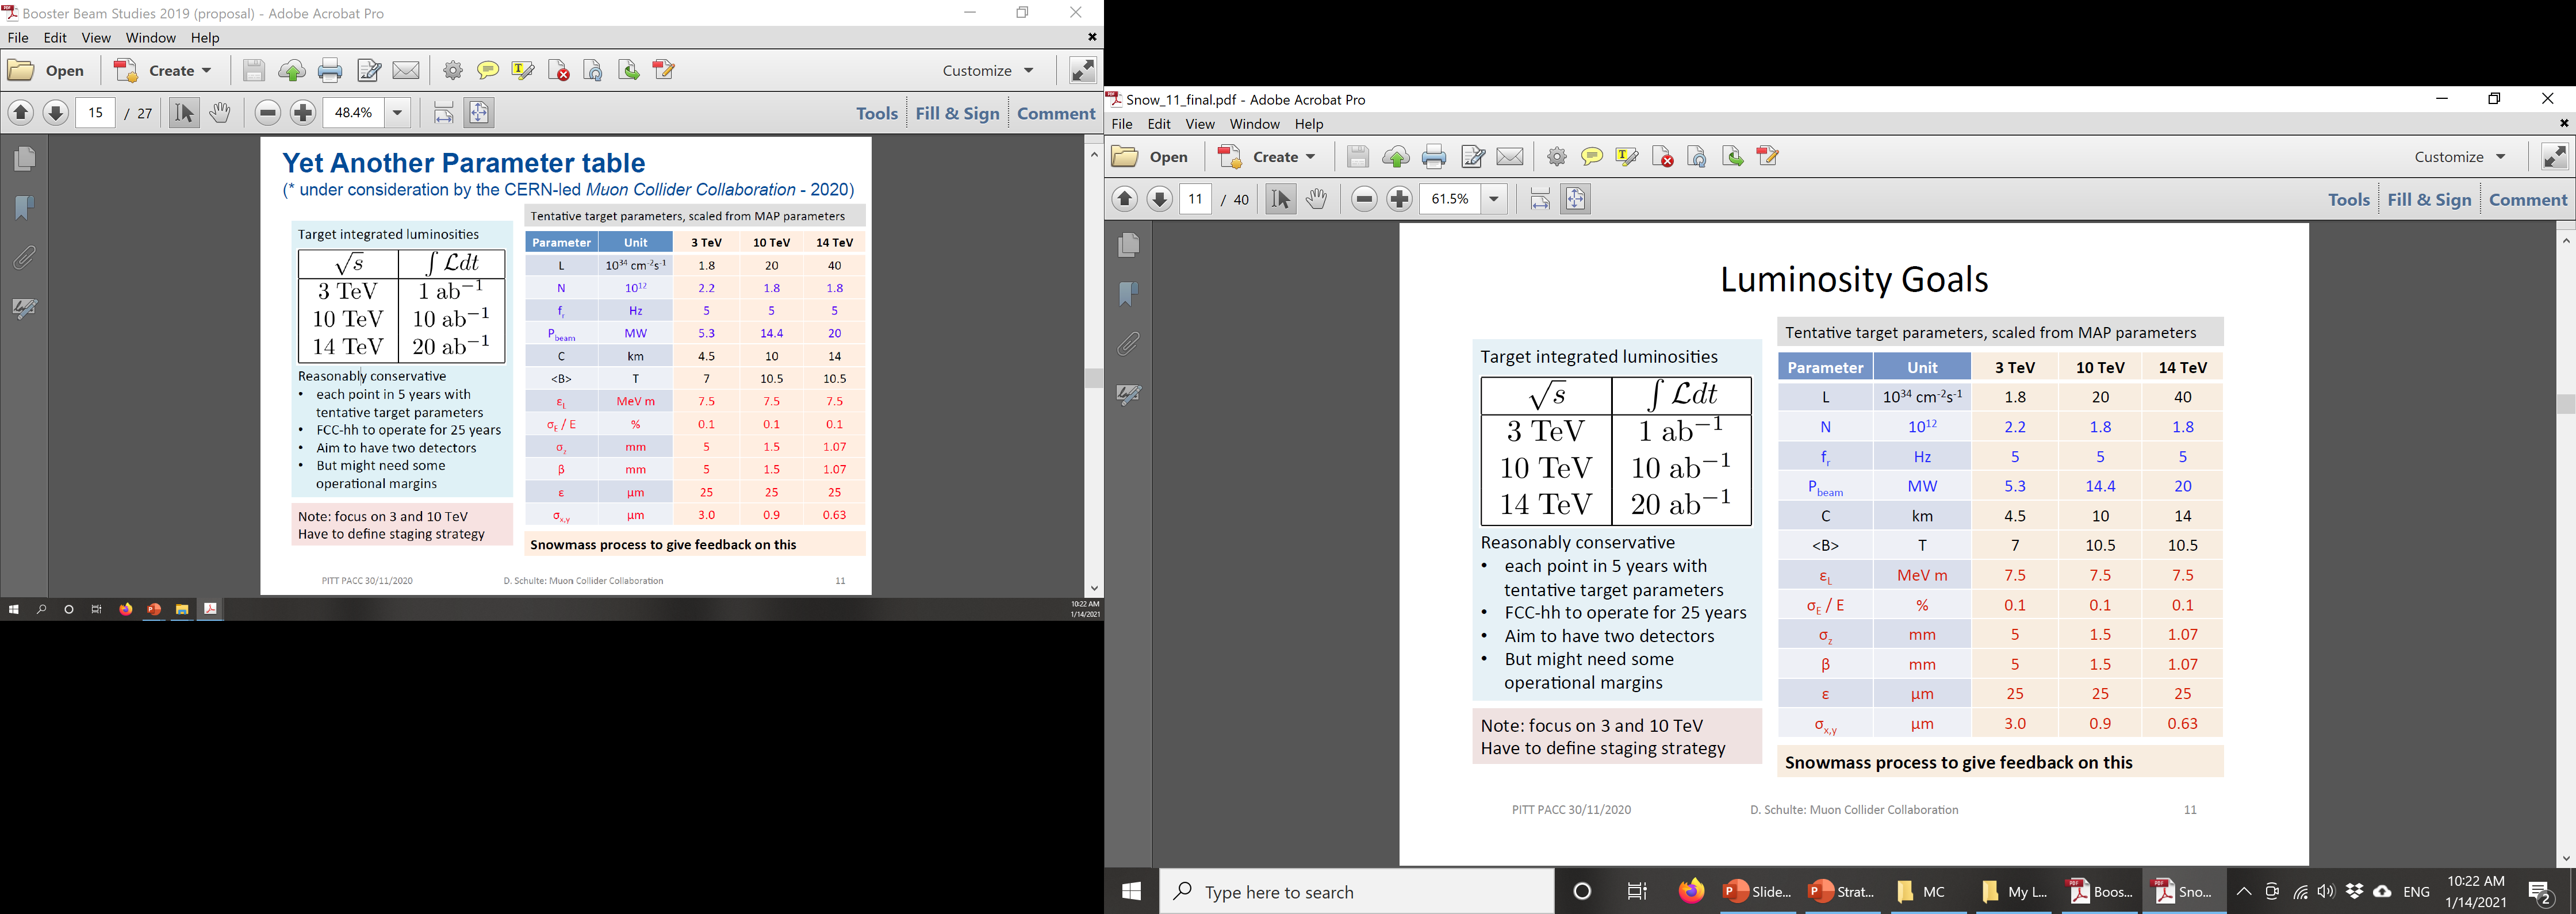 Booster Beam Studies 2019 (proposal) - Adobe Acrobat Pro
File Edit View Window Help
Open Create Customize
15 / 27 48.4% Tools Fill & Sign Comment
Yet Another Parameter table
(* under consideration by the CERN-led Muon Collider Collaboration - 2020)
Target integrated luminosities
√s ∫ℒdt
3 TeV 1 ab⁻¹
10 TeV 10 ab⁻¹
14 TeV 20 ab⁻¹
Reasonably conservative
• each point in 5 years with
tentative target parameters
• FCC-hh to operate for 25 years
• Aim to have two detectors
• But might need some
operational margins
Note: focus on 3 and 10 TeV
Have to define staging strategy
Tentative target parameters, scaled from MAP parameters
Parameter Unit 3 TeV 10 TeV 14 TeV
L 10³⁴ cm⁻²s⁻¹ 1.8 20 40
N 10¹² 2.2 1.8 1.8
fᵣ Hz 5 5 5
P_beam MW 5.3 14.4 20
C km 4.5 10 14
<B> T 7 10.5 10.5
ε_L MeV m 7.5 7.5 7.5
σ_E / E % 0.1 0.1 0.1
σ_z mm 5 1.5 1.07
β mm 5 1.5 1.07
ε μm 25 25 25
σ_x,y μm 3.0 0.9 0.63
Snowmass process to give feedback on this
PITT PACC 30/11/2020 D. Schulte: Muon Collider Collaboration 11
10:22 AM
1/14/2021
Snow_11_final.pdf - Adobe Acrobat Pro
File Edit View Window Help
Open Create Customize
11 / 40 61.5% Tools Fill & Sign Comment
Luminosity Goals
Target integrated luminosities
√s ∫ℒdt
3 TeV 1 ab⁻¹
10 TeV 10 ab⁻¹
14 TeV 20 ab⁻¹
Reasonably conservative
• each point in 5 years with
tentative target parameters
• FCC-hh to operate for 25 years
• Aim to have two detectors
• But might need some
operational margins
Note: focus on 3 and 10 TeV
Have to define staging strategy
Tentative target parameters, scaled from MAP parameters
Parameter Unit 3 TeV 10 TeV 14 TeV
L 10³⁴ cm⁻²s⁻¹ 1.8 20 40
N 10¹² 2.2 1.8 1.8
fᵣ Hz 5 5 5
P_beam MW 5.3 14.4 20
C km 4.5 10 14
<B> T 7 10.5 10.5
ε_L MeV m 7.5 7.5 7.5
σ_E / E % 0.1 0.1 0.1
σ_z mm 5 1.5 1.07
β mm 5 1.5 1.07
ε μm 25 25 25
σ_x,y μm 3.0 0.9 0.63
Snowmass process to give feedback on this
PITT PACC 30/11/2020 D. Schulte: Muon Collider Collaboration 11
Type here to search Slide... Strat... MC My L... Boos... Sno... ENG 10:22 AM
1/14/2021 2